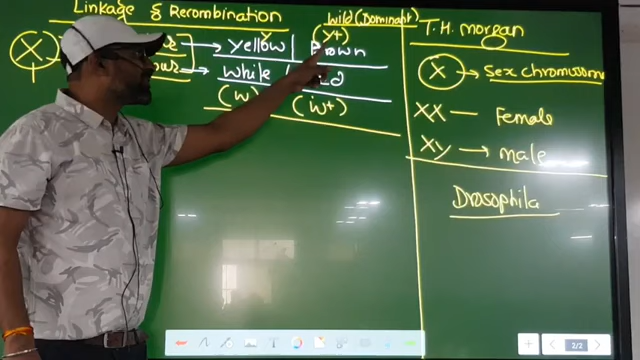 Linkage & Recombination
Wild (Dominant)
X
y
(y+)
yellow | Brown
white
(w) (w+)
T.H. morgan
X → Sex chromosome
XX — Female
Xy → male
Drosophila
2/2